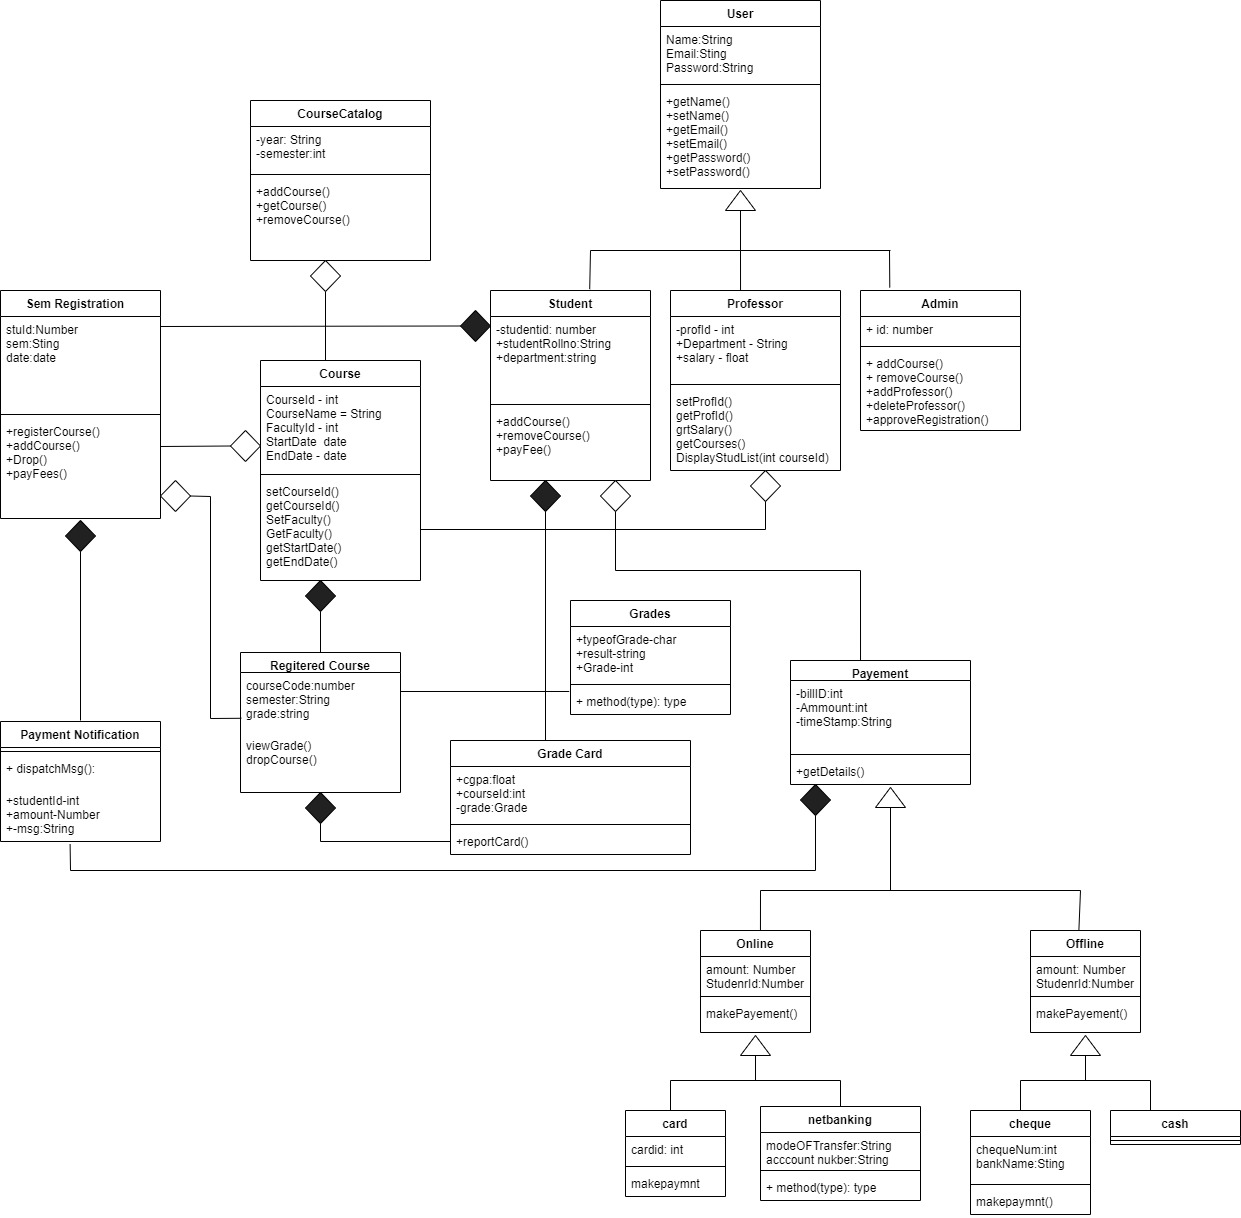 User
Name:String
Email:Sting
Password:String
+getName()
+setName()
+getEmail()
+setEmail()
+getPassword()
+setPassword()
CourseCatalog
-year: String
-semester:int
+addCourse()
+getCourse()
+removeCourse()
Sem Registration
stuId:Number
sem:Sting
date:date
+registerCourse()
+addCourse()
+Drop()
+payFees()
Course
CourseId - int
CourseName = String
FacultyId - int
StartDate  date
EndDate - date
setCourseId()
getCourseId()
SetFaculty()
GetFaculty()
getStartDate()
getEndDate()
Student
-studentid: number
+studentRollno:String
+department:string
+addCourse()
+removeCourse()
+payFee()
Professor
-profId - int
+Department - String
+salary - float
setProfId()
getProfId()
grtSalary()
getCourses()
DisplayStudList(int courseId)
Admin
+ id: number
+ addCourse()
+ removeCourse()
+addProfessor()
+deleteProfessor()
+approveRegistration()
Regitered Course
courseCode:number
semester:String
grade:string
viewGrade()
dropCourse()
Grades
+typeofGrade-char
+result-string
+Grade-int
+ method(type): type
Payement
-billID:int
-Ammount:int
-timeStamp:String
+getDetails()
Payment Notification
+ dispatchMsg():
+studentId-int
+amount-Number
+-msg:String
Grade Card
+cgpa:float
+courseId:int
-grade:Grade
+reportCard()
Online
amount: Number
StudenrId:Number
makePayement()
Offline
amount: Number
StudenrId:Number
makePayement()
card
cardid: int
makepaymnt
netbanking
modeOFTransfer:String
acccount nukber:String
+ method(type): type
cheque
chequeNum:int
bankName:Sting
makepaymnt()
cash